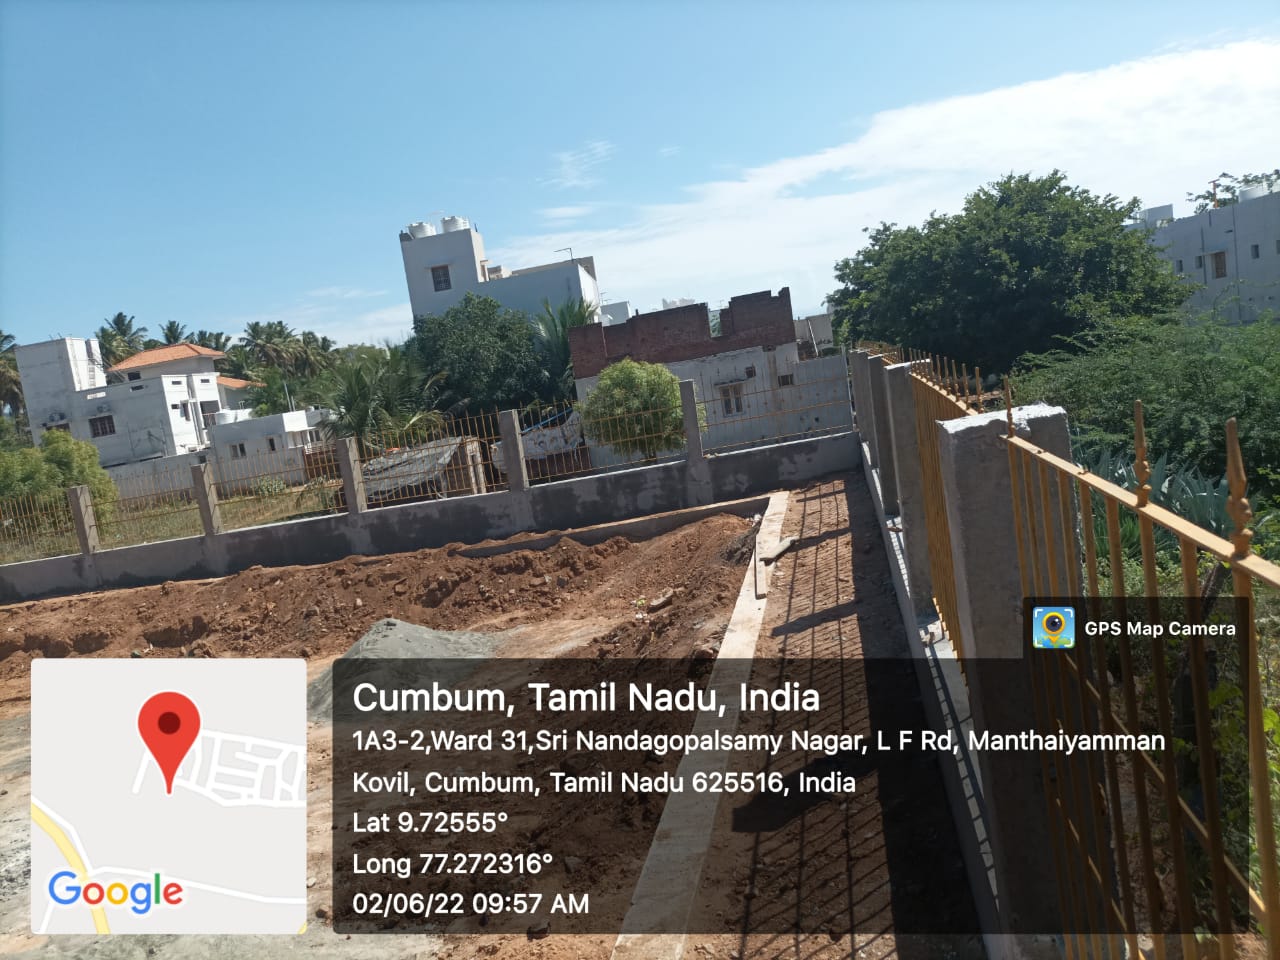 GPS Map Camera
Cumbum, Tamil Nadu, India
1A3-2,Ward 31,Sri Nandagopalsamy Nagar, L F Rd, Manthaiyamman
Kovil, Cumbum, Tamil Nadu 625516, India
Lat 9.72555°
Long 77.272316°
02/06/22 09:57 AM
Google